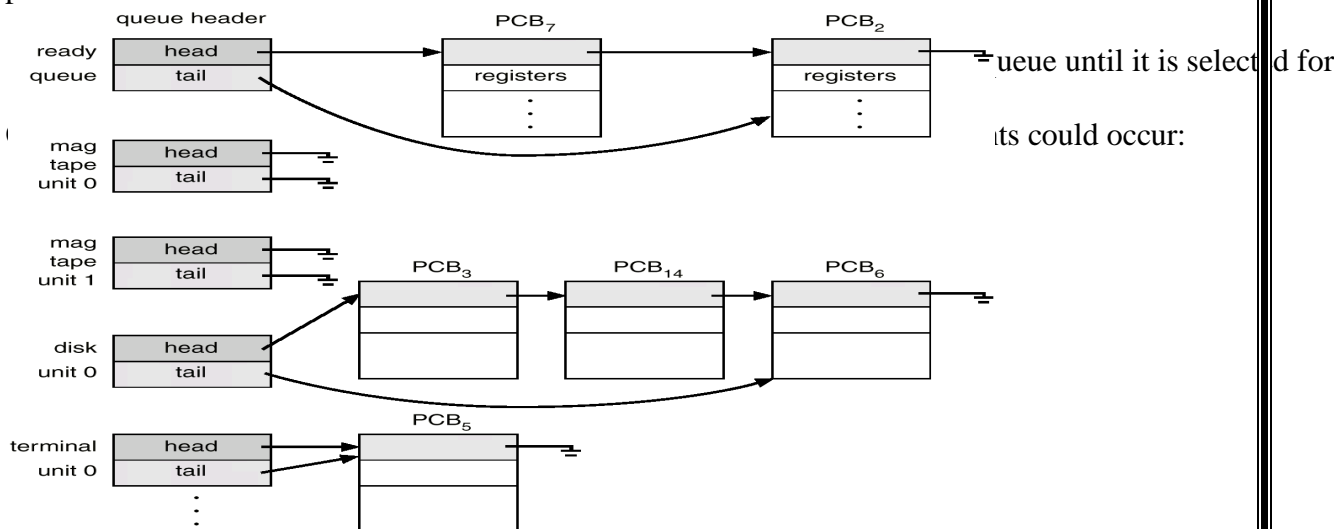 queue header PCB7 PCB2
ready head
queue tail registers registers
ueue until it is selected for
mag head
tape
unit 0 tail
ts could occur:
mag head
tape
unit 1 tail
PCB3 PCB14 PCB6
disk head
unit 0 tail
PCB5
terminal head
unit 0 tail